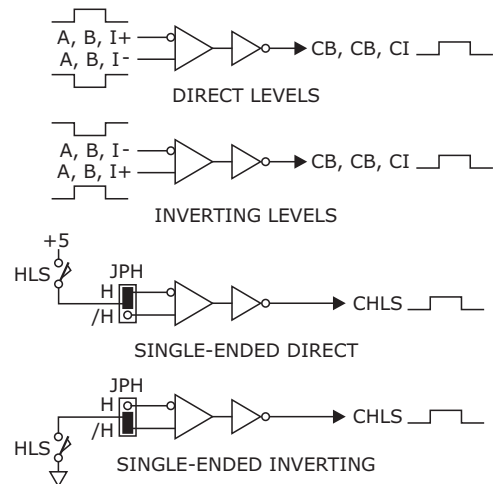 A, B, I+
A, B, I-
CB, CB, CI
DIRECT LEVELS
A, B, I-
A, B, I+
CB, CB, CI
INVERTING LEVELS
+5
JPH
HLS
H
/H
CHLS
SINGLE-ENDED DIRECT
JPH
H
/H
CHLS
HLS
SINGLE-ENDED INVERTING